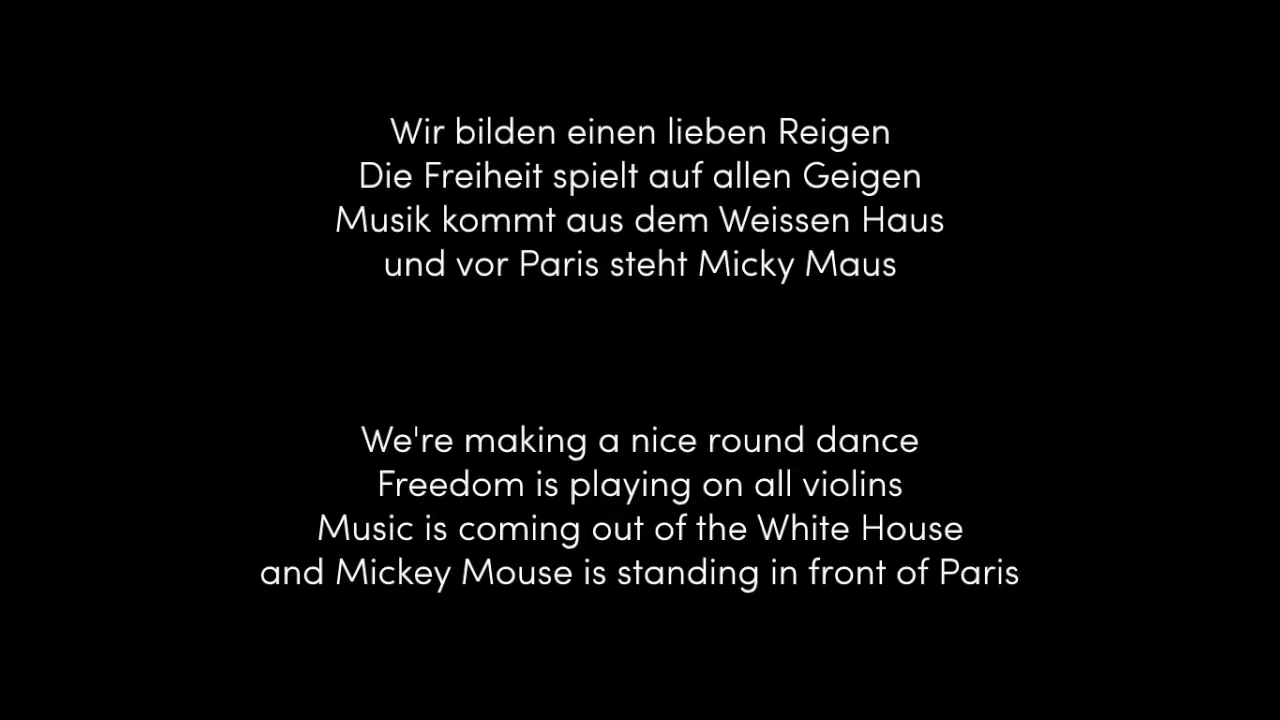 Wir bilden einen lieben Reigen
Die Freiheit spielt auf allen Geigen
Musik kommt aus dem Weissen Haus
und vor Paris steht Micky Maus
We're making a nice round dance
Freedom is playing on all violins
Music is coming out of the White House
and Mickey Mouse is standing in front of Paris